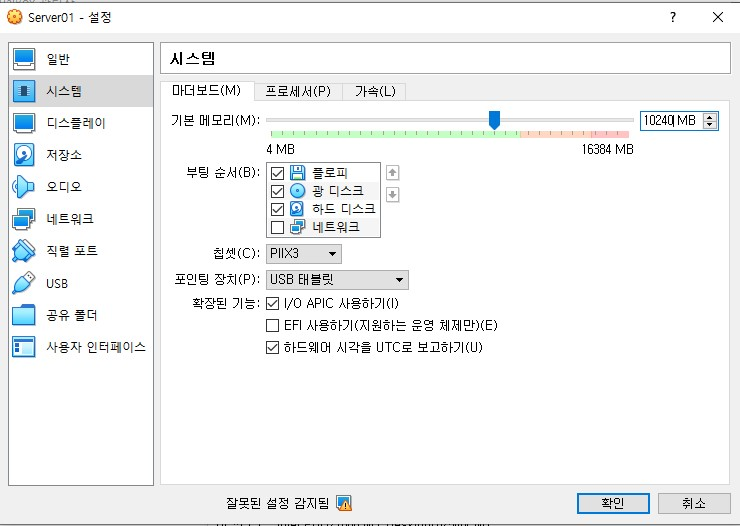 Server01 - 설정
?
일반
시스템
디스플레이
저장소
오디오
네트워크
직렬 포트
USB
공유 폴더
사용자 인터페이스
시스템
마더보드(M) 프로세서(P) 가속(L)
기본 메모리(M): 10240 MB
4 MB 16384 MB
부팅 순서(B): 플로피
광 디스크
하드 디스크
네트워크
칩셋(C): PIIX3
포인팅 장치(P): USB 태블릿
확장된 기능: I/O APIC 사용하기(I)
EFI 사용하기(지원하는 운영 체제만)(E)
하드웨어 시각을 UTC로 보고하기(U)
잘못된 설정 감지됨
확인 취소